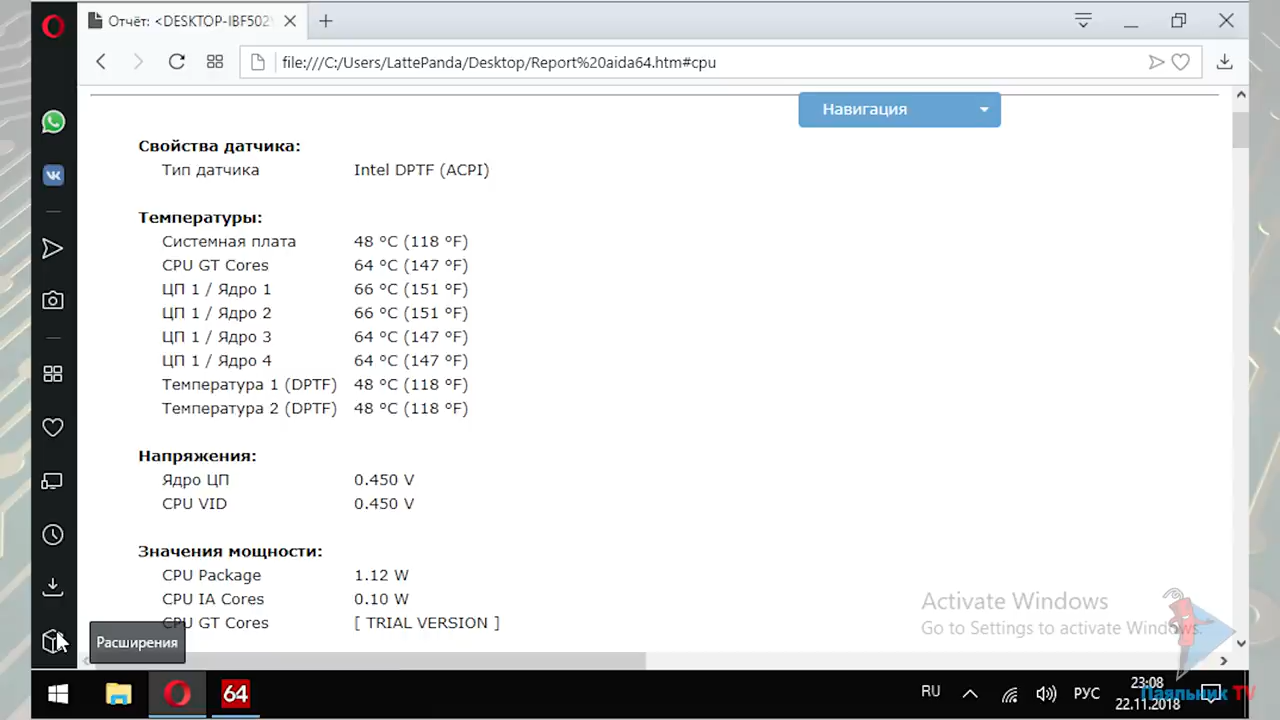 Отчёт: <DESKTOP-IBF502
file:///C:/Users/LattePanda/Desktop/Report%20aida64.htm#cpu
Навигация
Свойства датчика:
Тип датчика Intel DPTF (ACPI)
Температуры:
Системная плата 48 °C (118 °F)
CPU GT Cores 64 °C (147 °F)
ЦП 1 / Ядро 1 66 °C (151 °F)
ЦП 1 / Ядро 2 66 °C (151 °F)
ЦП 1 / Ядро 3 64 °C (147 °F)
ЦП 1 / Ядро 4 64 °C (147 °F)
Температура 1 (DPTF) 48 °C (118 °F)
Температура 2 (DPTF) 48 °C (118 °F)
Напряжения:
Ядро ЦП 0.450 V
CPU VID 0.450 V
Значения мощности:
CPU Package 1.12 W
CPU IA Cores 0.10 W
CPU GT Cores [ TRIAL VERSION ]
Расширения
Activate Windows
Go to Settings to activate Windows.
64
RU
РУС
23:08
22.11.2018
Паяльник TV